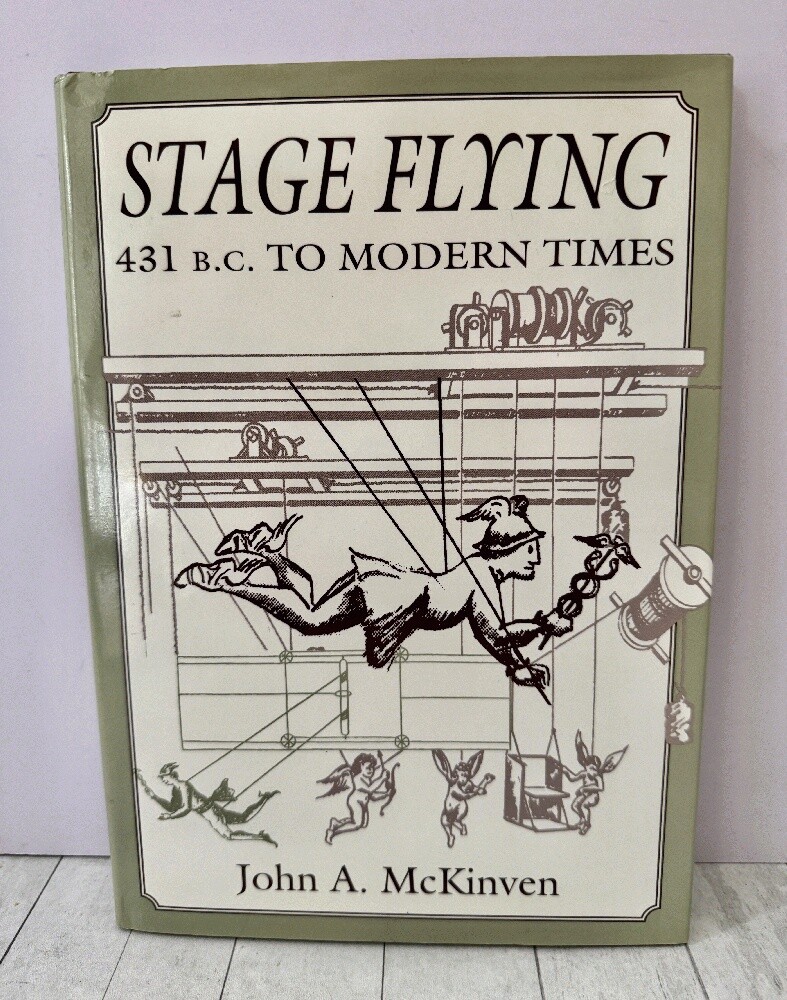 STAGE FLYING
431 B.C. TO MODERN TIMES
John A. McKinven